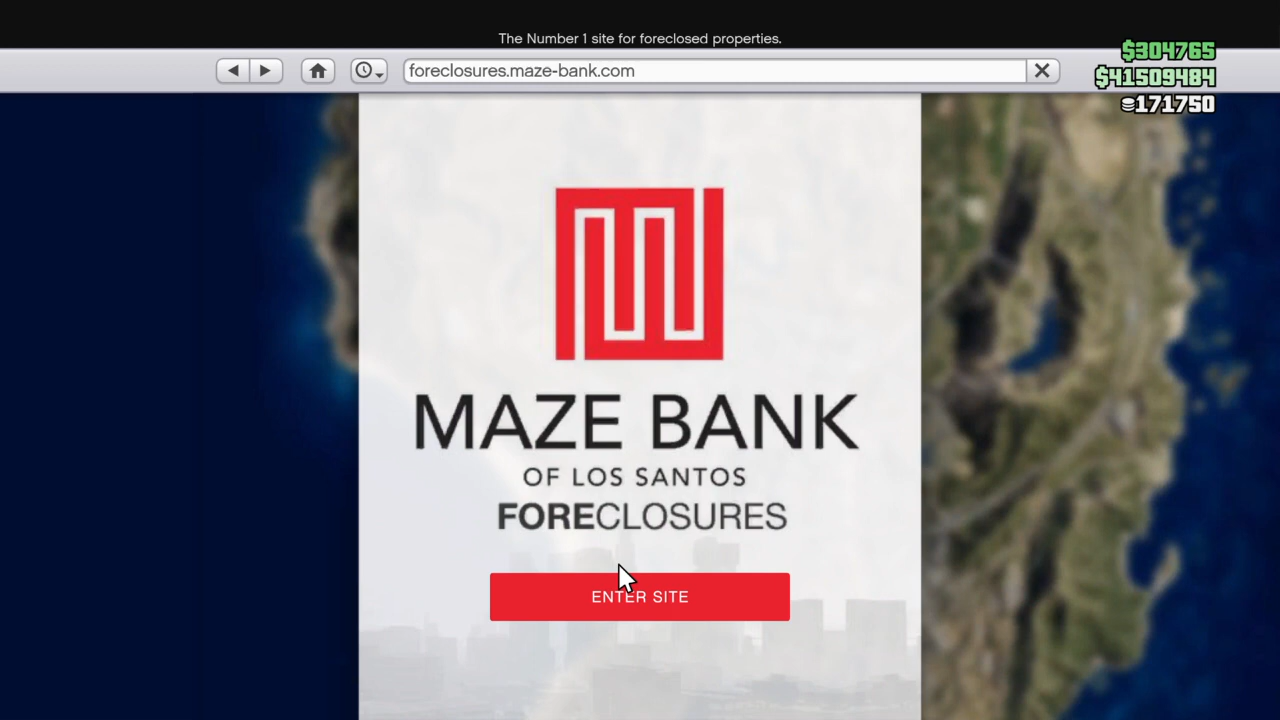 The Number 1 site for foreclosed properties.
foreclosures.maze-bank.com
$304765
$41509484
171750
MAZE BANK
OF LOS SANTOS
FORECLOSURES
ENTER SITE